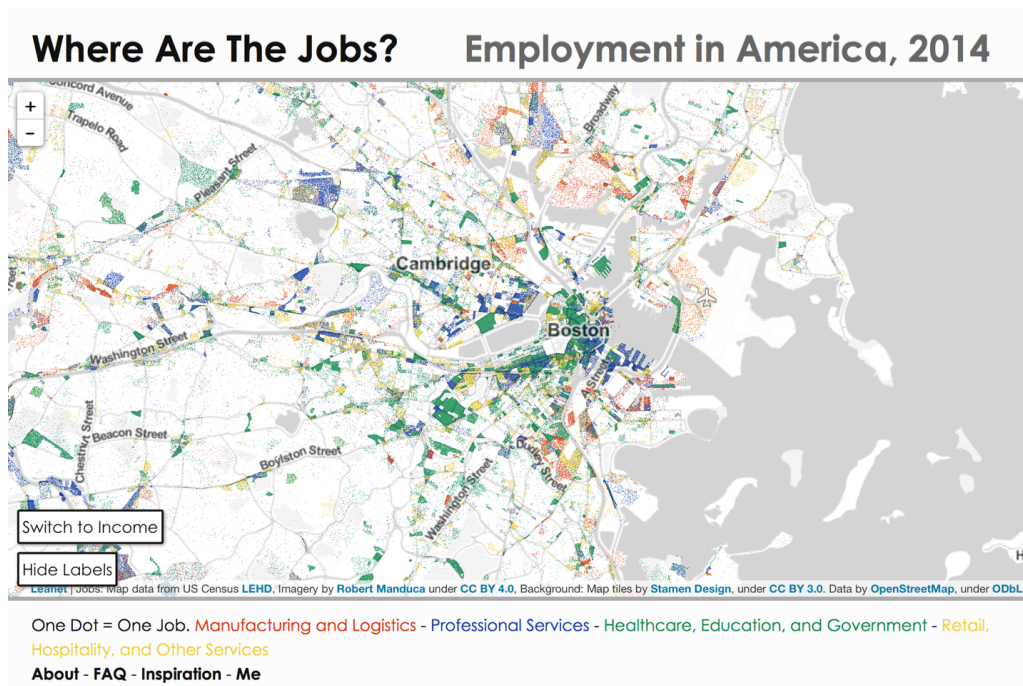 Where Are The Jobs?
Employment in America, 2014
Concord Avenue
+
Trapelo Road
-
Broadway
Pleasant Street
Cambridge
Boston
Washington Street
A Street
Chestnut Street
Beacon Street
Boylston Street
Dudley Street
Washington Street
Switch to Income
Hide Labels
H
Leaflet | Jobs: Map data from US Census LEHD, Imagery by Robert Manduca under CC BY 4.0, Background: Map tiles by Stamen Design, under CC BY 3.0. Data by OpenStreetMap, under ODbL
One Dot = One Job. Manufacturing and Logistics - Professional Services - Healthcare, Education, and Government - Retail,
Hospitality, and Other Services
About - FAQ - Inspiration - Me